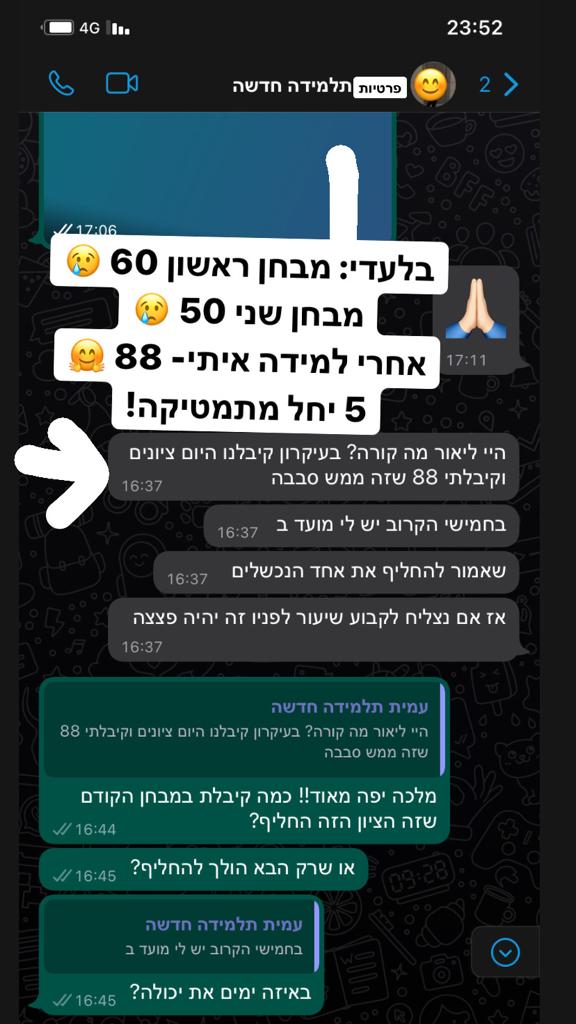 4G
23:52
2
פרטיות תלמידה חדשה
17:06
בלעדי: מבחן ראשון 60 😢
מבחן שני 50 😢
אחרי למידה איתי- 88 🤗
5 יחל מתמטיקה!
17:11
היי ליאור מה קורה? בעיקרון קיבלנו היום ציונים
וקיבלתי 88 שזה ממש סבבה
16:37
בחמישי הקרוב יש לי מועד ב
16:37
שאמור להחליף את אחד הנכשלים
16:37
אז אם נצליח לקבוע שיעור לפניו זה יהיה פצצה
16:37
עמית תלמידה חדשה
היי ליאור מה קורה? בעיקרון קיבלנו היום ציונים וקיבלתי 88
שזה ממש סבבה
מלכה יפה מאוד!! כמה קיבלת במבחן הקודם
שזה הציון הזה החליף?
16:44
או שרק הבא הולך להחליף?
16:45
עמית תלמידה חדשה
בחמישי הקרוב יש לי מועד ב
באיזה ימים את יכולה?
16:45